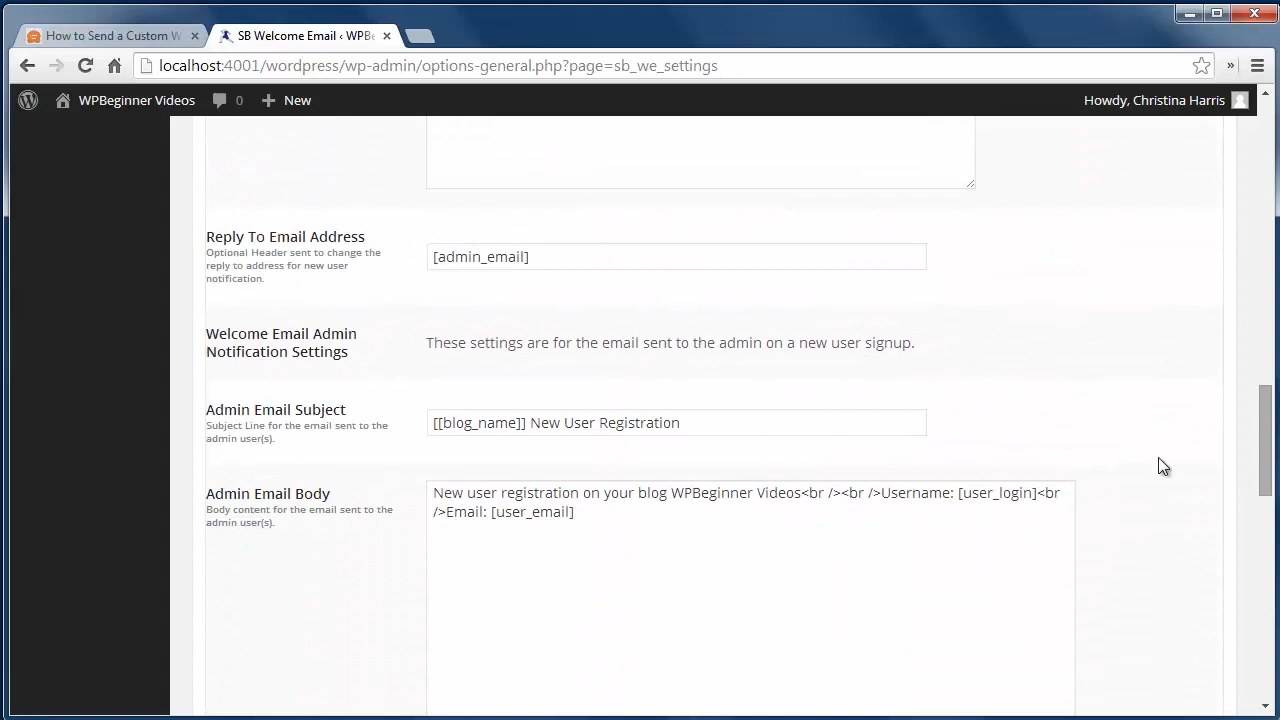 How to Send a Custom W
SB Welcome Email ‹ WPBe
localhost:4001/wordpress/wp-admin/options-general.php?page=sb_we_settings
WPBeginner Videos 0 New Howdy, Christina Harris
Reply To Email Address
Optional Header sent to change the
reply to address for new user
notification.
[admin_email]
Welcome Email Admin
Notification Settings
These settings are for the email sent to the admin on a new user signup.
Admin Email Subject
Subject Line for the email sent to the
admin user(s).
[[blog_name]] New User Registration
Admin Email Body
Body content for the email sent to the
admin user(s).
New user registration on your blog WPBeginner Videos<br /><br />Username: [user_login]<br
/>Email: [user_email]